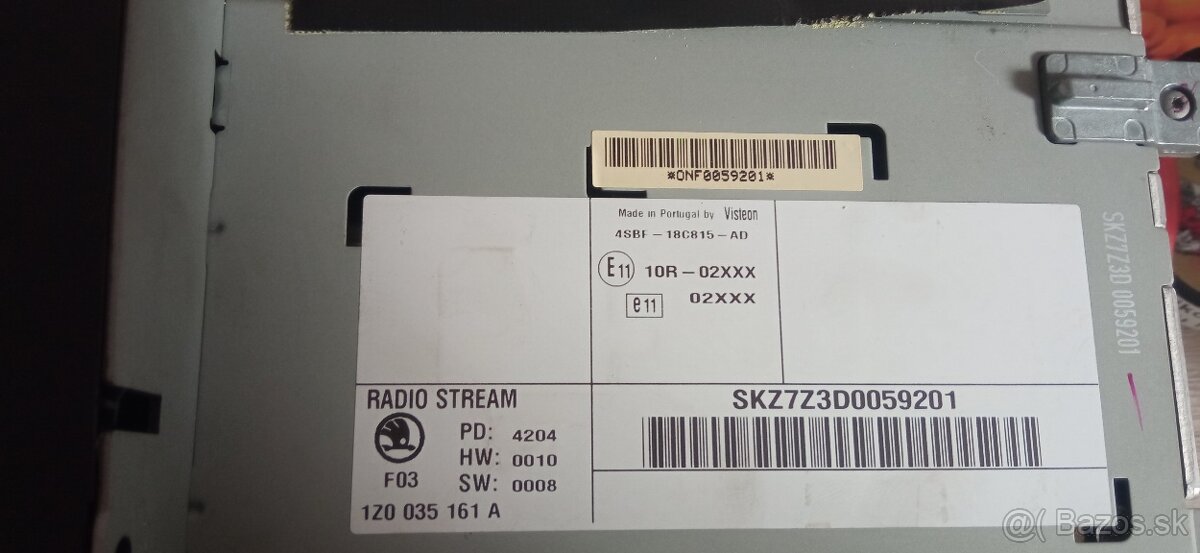 *ONF0059201*
Made in Portugal by Visteon
4SBF-18C815-AD
E11 10R-02XXX
e11 02XXX
RADIO STREAM
PD: 4204
HW: 0010
F03
SW: 0008
1Z0 035 161 A
SKZ7Z3D0059201
SKZ7Z3D 0059201
@( Bazos.sk